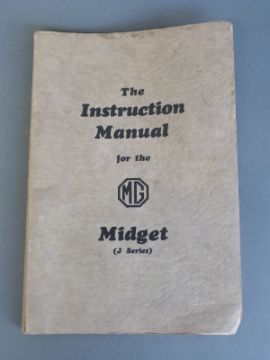 The
Instruction
Manual
for the
MG
Midget
(J Series)